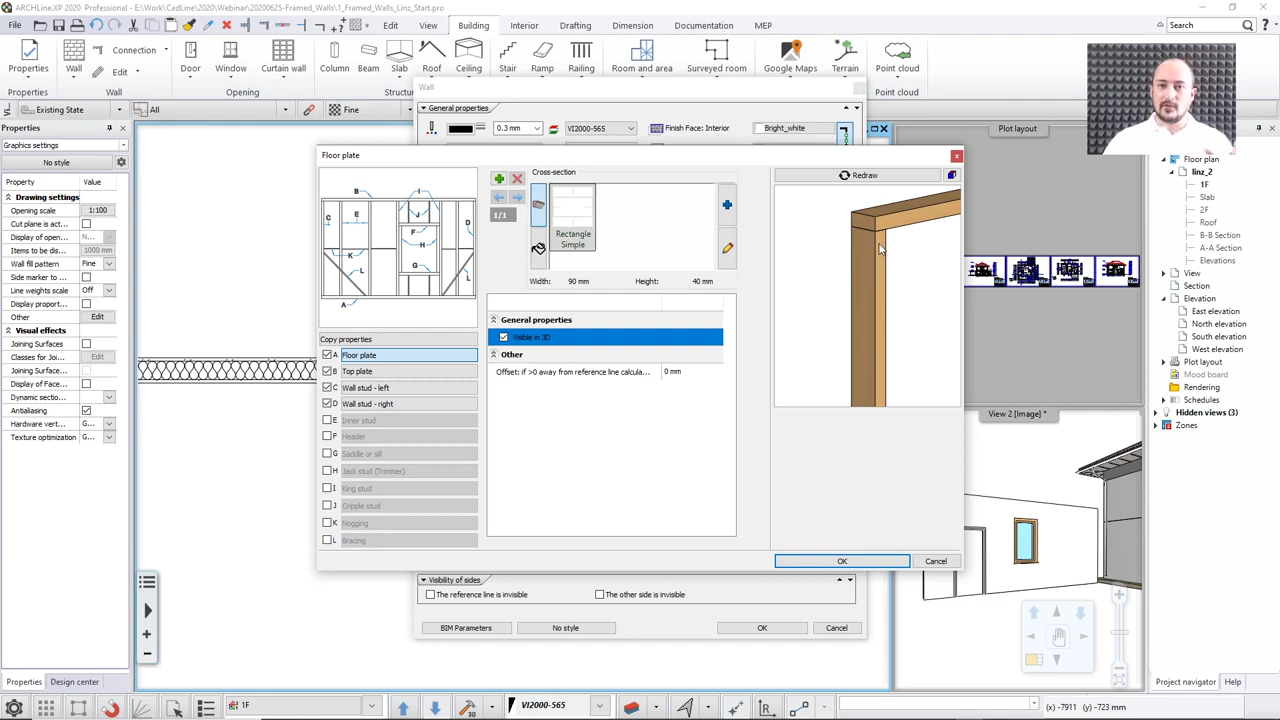 ARCHLine.XP 2020 Professional - E:\Work\CadLine\Webinar\20200625-Framed_Walls\1_Framed_Walls_Linz_Start.pro
File
Edit
View
Building
Interior
Drafting
Dimension
Documentation
MEP
Search
Connection
Edit
Properties
Wall
Door
Window
Curtain wall
Column
Beam
Slab
Roof
Ceiling
Stair
Ramp
Railing
Room and area
Surveyed room
Google Maps
Terrain
Point cloud
Properties
Wall
Opening
Point cloud
Existing State
All
Fine
Properties
Graphics settings
No style
Property
Value
Drawing settings
Opening scale
1:100
Cut plane is act...
Display of open...
N...
Items to be dis...
1000 mm
Wall fill pattern
Fine
Side marker to ...
Line weights scale
Off
Display proport...
Other
Edit
Visual effects
Joining Surfaces
Classes for Joi...
Edit
Joining Surface...
Display of Face...
Dynamic sectio...
Antialiasing
Hardware vert...
G...
Texture optimization
G...
Properties
Design center
Wall
General properties
0.3 mm
VI2000-565
Finish Face: Interior
Bright_white
Floor plate
B
I
C
E
J
D
F
H
K
G
L
L
A
Copy properties
A Floor plate
B Top plate
C Wall stud - left
D Wall stud - right
E Inner stud
F Header
G Saddle or sill
H Jack stud (Trimmer)
I King stud
J Cripple stud
K Nogging
L Bracing
Cross-section
1/1
Rectangle
Simple
Width: 90 mm Height: 40 mm
General properties
Visible in 3D
Other
Offset: if >0 away from reference line calcula... 0 mm
Redraw
OK
Cancel
Visibility of sides
The reference line is invisible
The other side is invisible
BIM Parameters
No style
OK
Cancel
Plot layout
View 2 [Image] *
Floor plan
linz_2
1F
Slab
2F
Roof
B-B Section
A-A Section
Elevations
View
Section
Elevation
East elevation
North elevation
South elevation
West elevation
Plot layout
Mood board
Rendering
Schedules
Hidden views (3)
Zones
Project navigator
Help
1F
VI2000-565
(x) -7911
(y) -723 mm